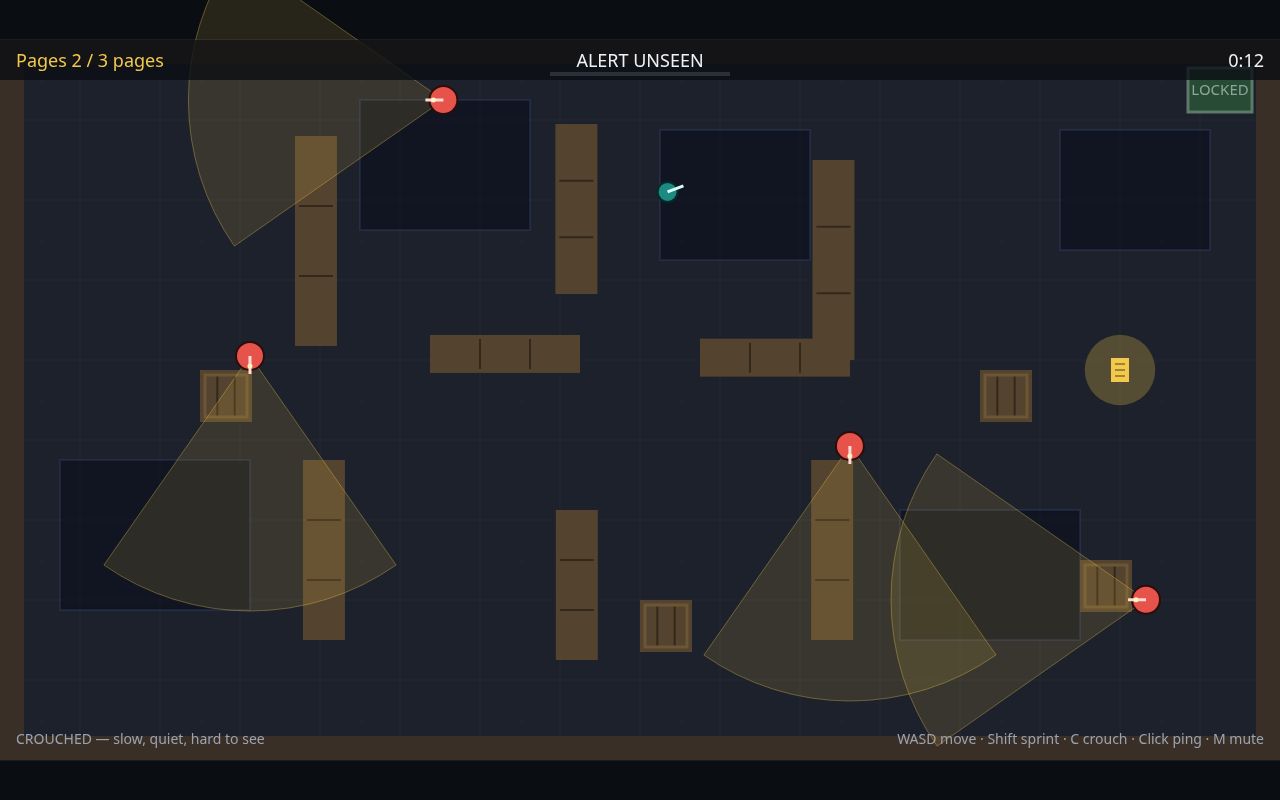 Pages 2 / 3 pages
ALERT UNSEEN
0:12
LOCKED
CROUCHED — slow, quiet, hard to see
WASD move · Shift sprint · C crouch · Click ping · M mute